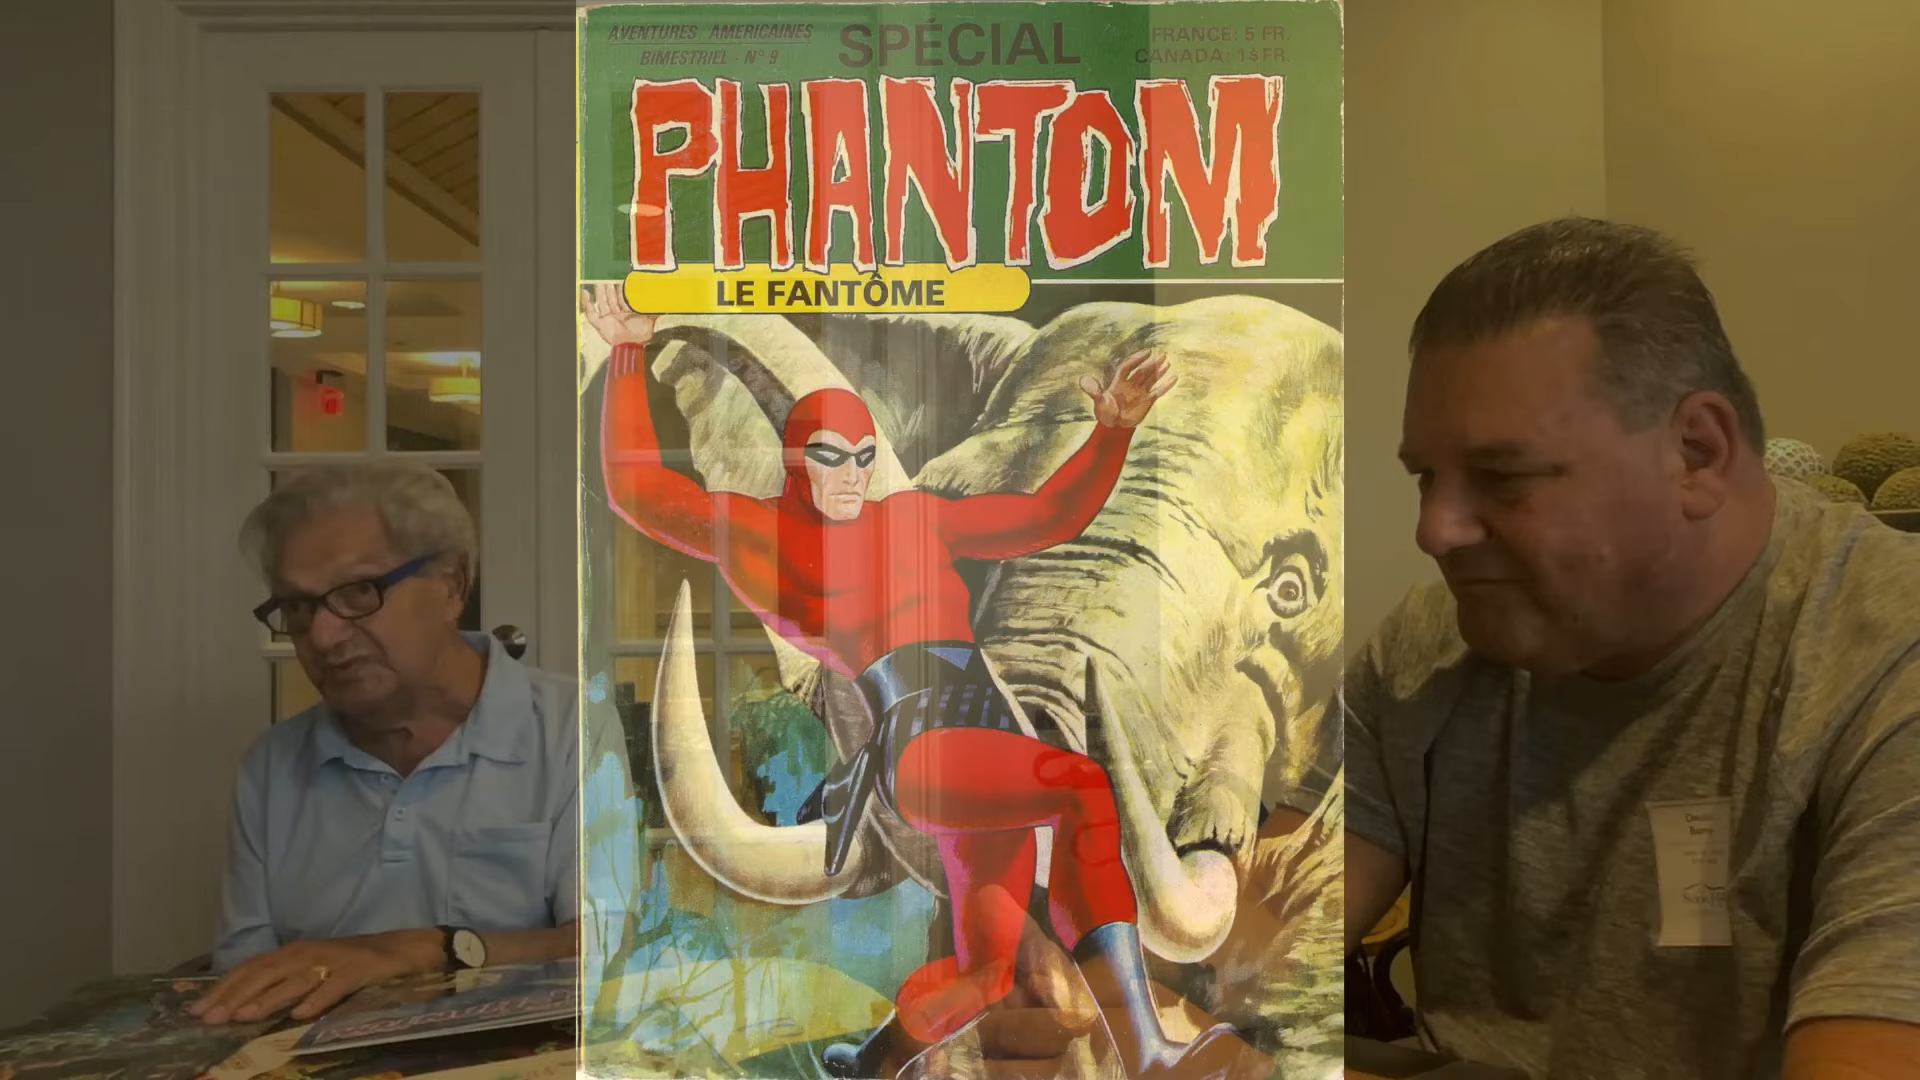 AVENTURES AMERICAINES
BIMESTRIEL - N° 9
SPÉCIAL
FRANCE: 5 FR.
CANADA: 1$FR.
PHANTOM
LE FANTÔME